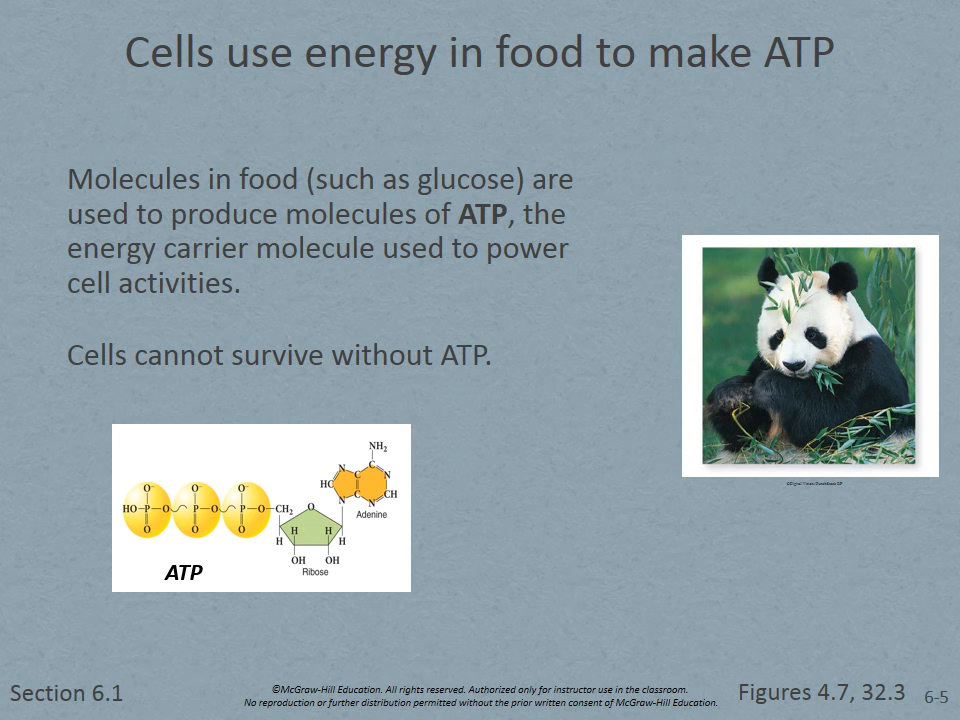 Cells use energy in food to make ATP
Molecules in food (such as glucose) are
used to produce molecules of ATP, the
energy carrier molecule used to power
cell activities.
Cells cannot survive without ATP.
NH₂
C
N
N
C
HC
C
CH
N
N
Adenine
O⁻ O⁻ O⁻
HO–P–O P–O P–O–CH₂ O
O O O
H H H H
OH OH
Ribose
ATP
Section 6.1
©McGraw-Hill Education. All rights reserved. Authorized only for instructor use in the classroom.
No reproduction or further distribution permitted without the prior written consent of McGraw-Hill Education.
Figures 4.7, 32.3
6-5